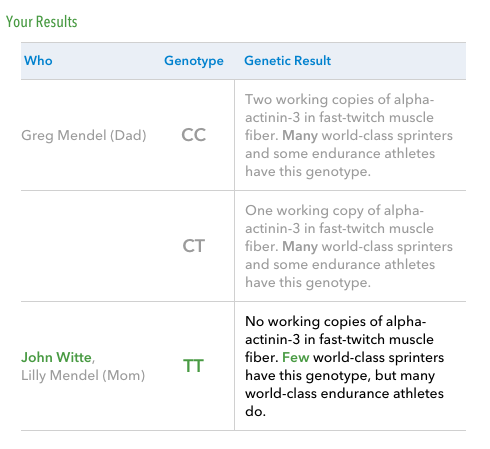 Your Results
Who Genotype Genetic Result
Two working copies of alpha-
actinin-3 in fast-twitch muscle
Greg Mendel (Dad) CC fiber. Many world-class sprinters
and some endurance athletes
have this genotype.
One working copy of alpha-
actinin-3 in fast-twitch muscle
CT fiber. Many world-class sprinters
and some endurance athletes
have this genotype.
No working copies of alpha-
actinin-3 in fast-twitch muscle
John Witte, fiber. Few world-class sprinters
Lilly Mendel (Mom) TT have this genotype, but many
world-class endurance athletes
do.